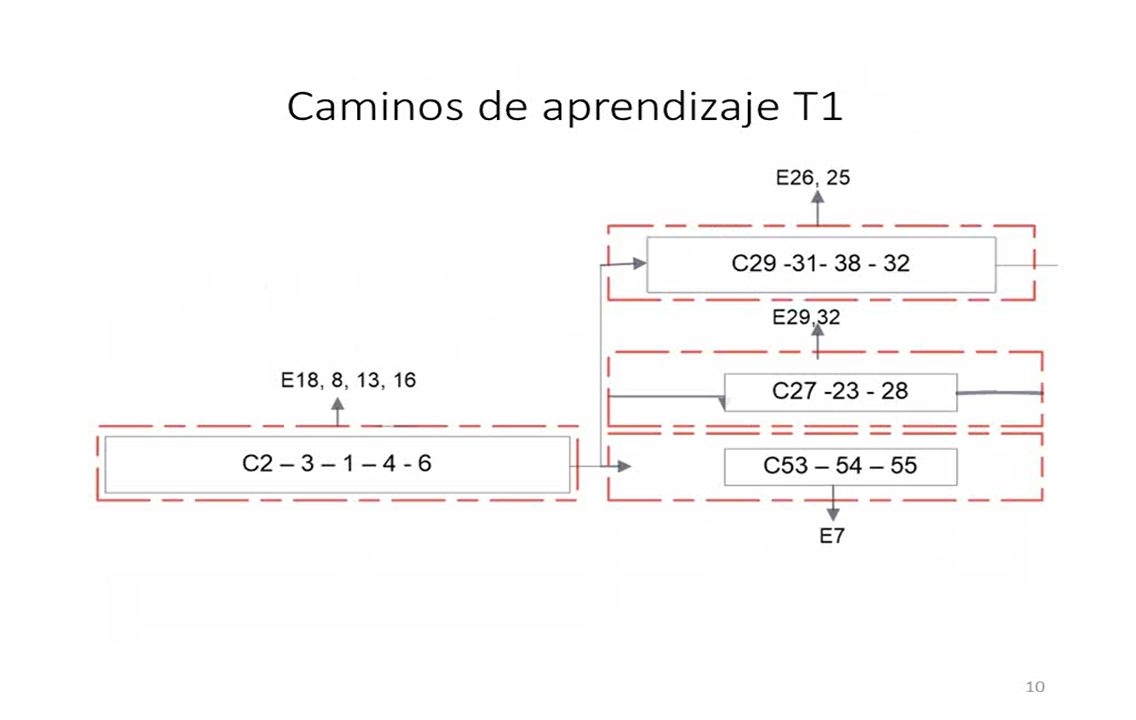 Caminos de aprendizaje T1
E26, 25
C29 -31- 38 - 32
E29,32
C27 -23 - 28
E18, 8, 13, 16
C2 – 3 – 1 – 4 - 6
C53 – 54 – 55
E7
10